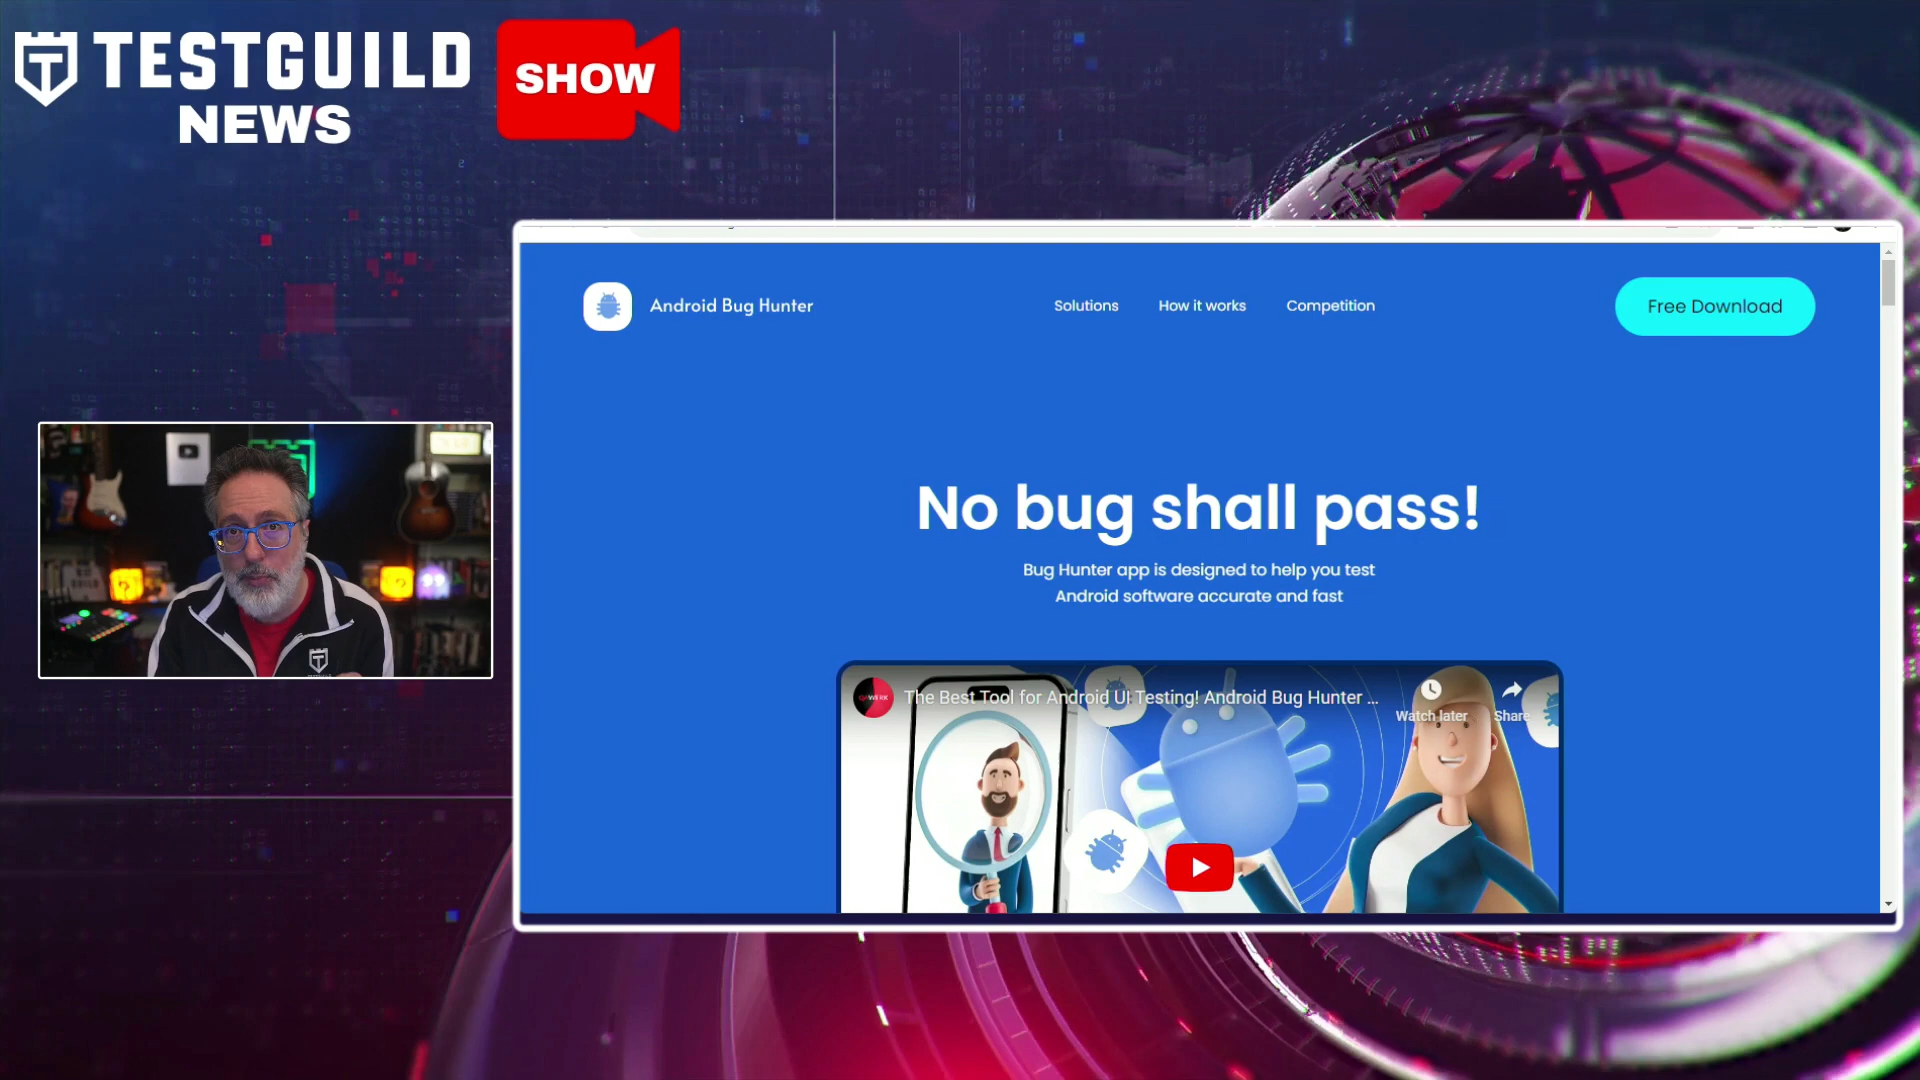 TESTGUILD
NEWS
SHOW
Android Bug Hunter
Solutions
How it works
Competition
Free Download
No bug shall pass!
Bug Hunter app is designed to help you test
Android software accurate and fast
QAWERK
The Best Tool for Android UI Testing! Android Bug Hunter ...
Watch later
Share